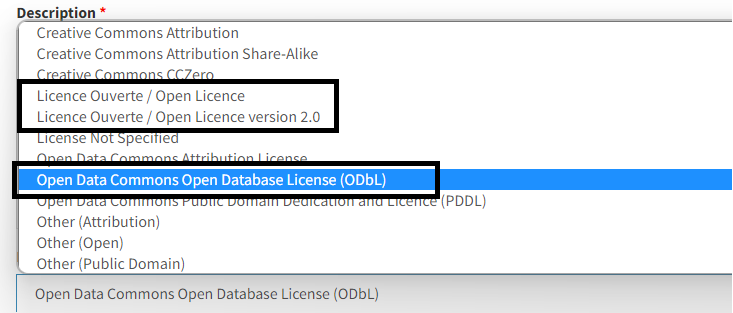 Description *
Creative Commons Attribution
Creative Commons Attribution Share-Alike
Creative Commons CCZero
Licence Ouverte / Open Licence
Licence Ouverte / Open Licence version 2.0
License Not Specified
Open Data Commons Attribution License
Open Data Commons Open Database License (ODbL)
Open Data Commons Public Domain Dedication and Licence (PDDL)
Other (Attribution)
Other (Open)
Other (Public Domain)
Open Data Commons Open Database License (ODbL)